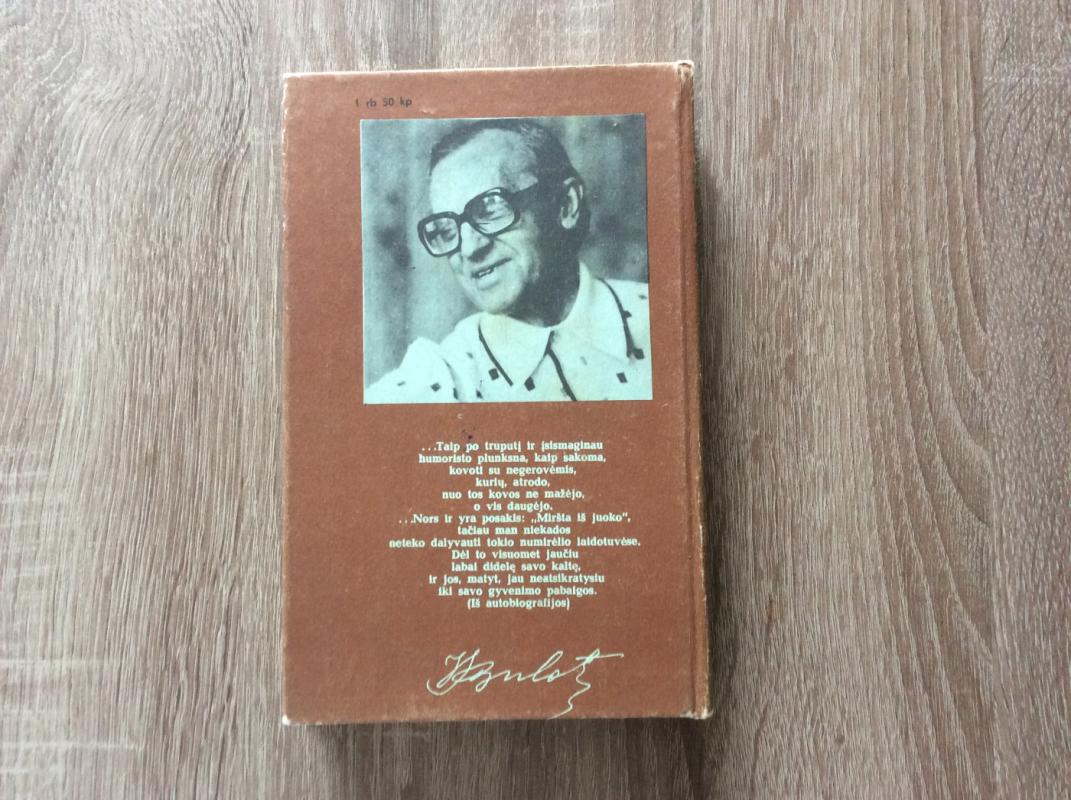 1 rb 50 kp
...Taip po truputį ir įsismaginau
humoristo plunksna, kaip sakoma,
kovoti su negerovėmis,
kurių, atrodo,
nuo tos kovos ne mažėjo,
o vis daugėjo.
...Nors ir yra posakis: „Miršta iš juoko",
tačiau man niekados
neteko dalyvauti tokio numirėlio laidotuvėse.
Dėl to visuomet jaučiu
labai didelę savo kaltę,
ir jos, matyt, jau neatsikratysiu
iki savo gyvenimo pabaigos.
(Iš autobiografijos)